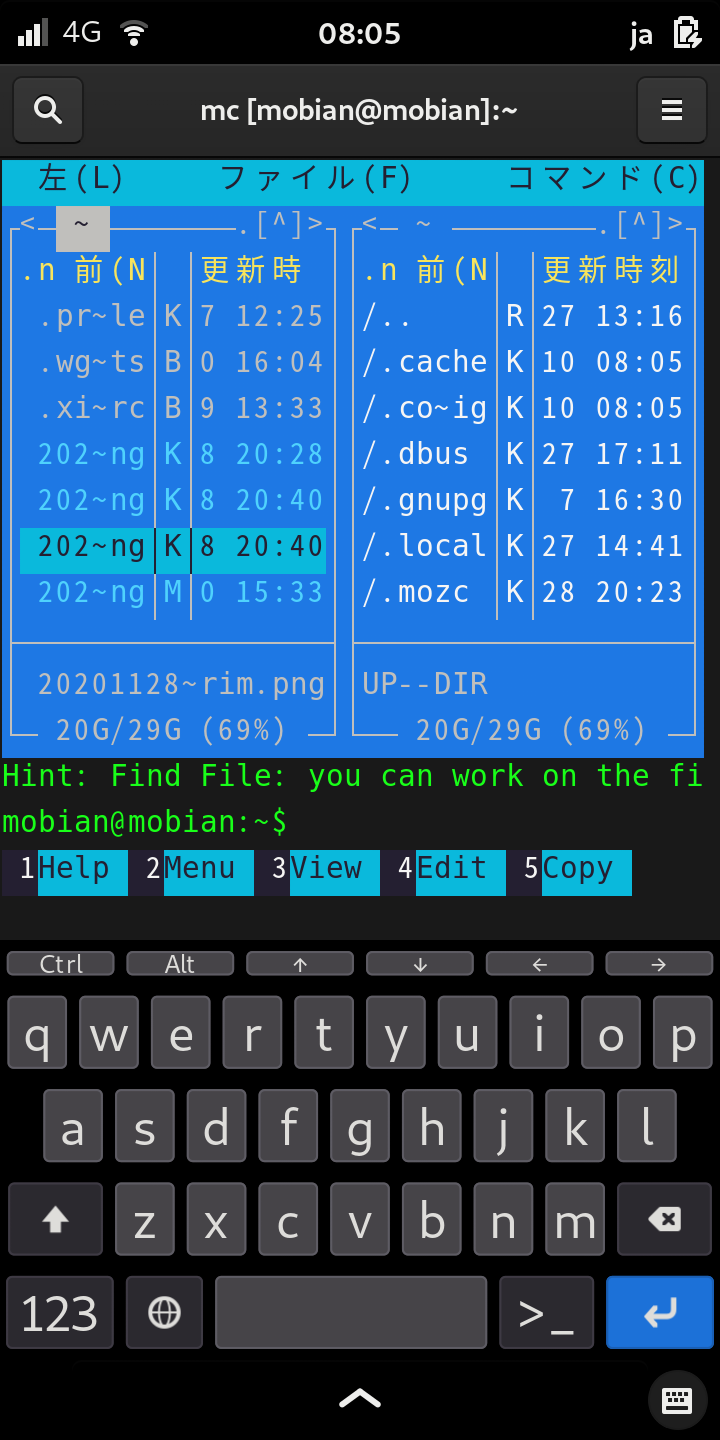 4G 08:05 ja
mc [mobian@mobian]:~
左(L) ファイル(F) コマンド(C)
<─ ~ ─.[^]> <─ ~ ─.[^]>
.n 前(N 更新時 .n 前(N 更新時刻
.pr~le K 7 12:25 /.. R 27 13:16
.wg~ts B 0 16:04 /.cache K 10 08:05
.xi~rc B 9 13:33 /.co~ig K 10 08:05
202~ng K 8 20:28 /.dbus K 27 17:11
202~ng K 8 20:40 /.gnupg K 7 16:30
202~ng K 8 20:40 /.local K 27 14:41
202~ng M 0 15:33 /.mozc K 28 20:23
20201128~rim.png UP--DIR
20G/29G (69%) 20G/29G (69%)
Hint: Find File: you can work on the fi
mobian@mobian:~$
1Help 2Menu 3View 4Edit 5Copy
Ctrl Alt ↑ ↓ ← →
q w e r t y u i o p
a s d f g h j k l
z x c v b n m
123 >_